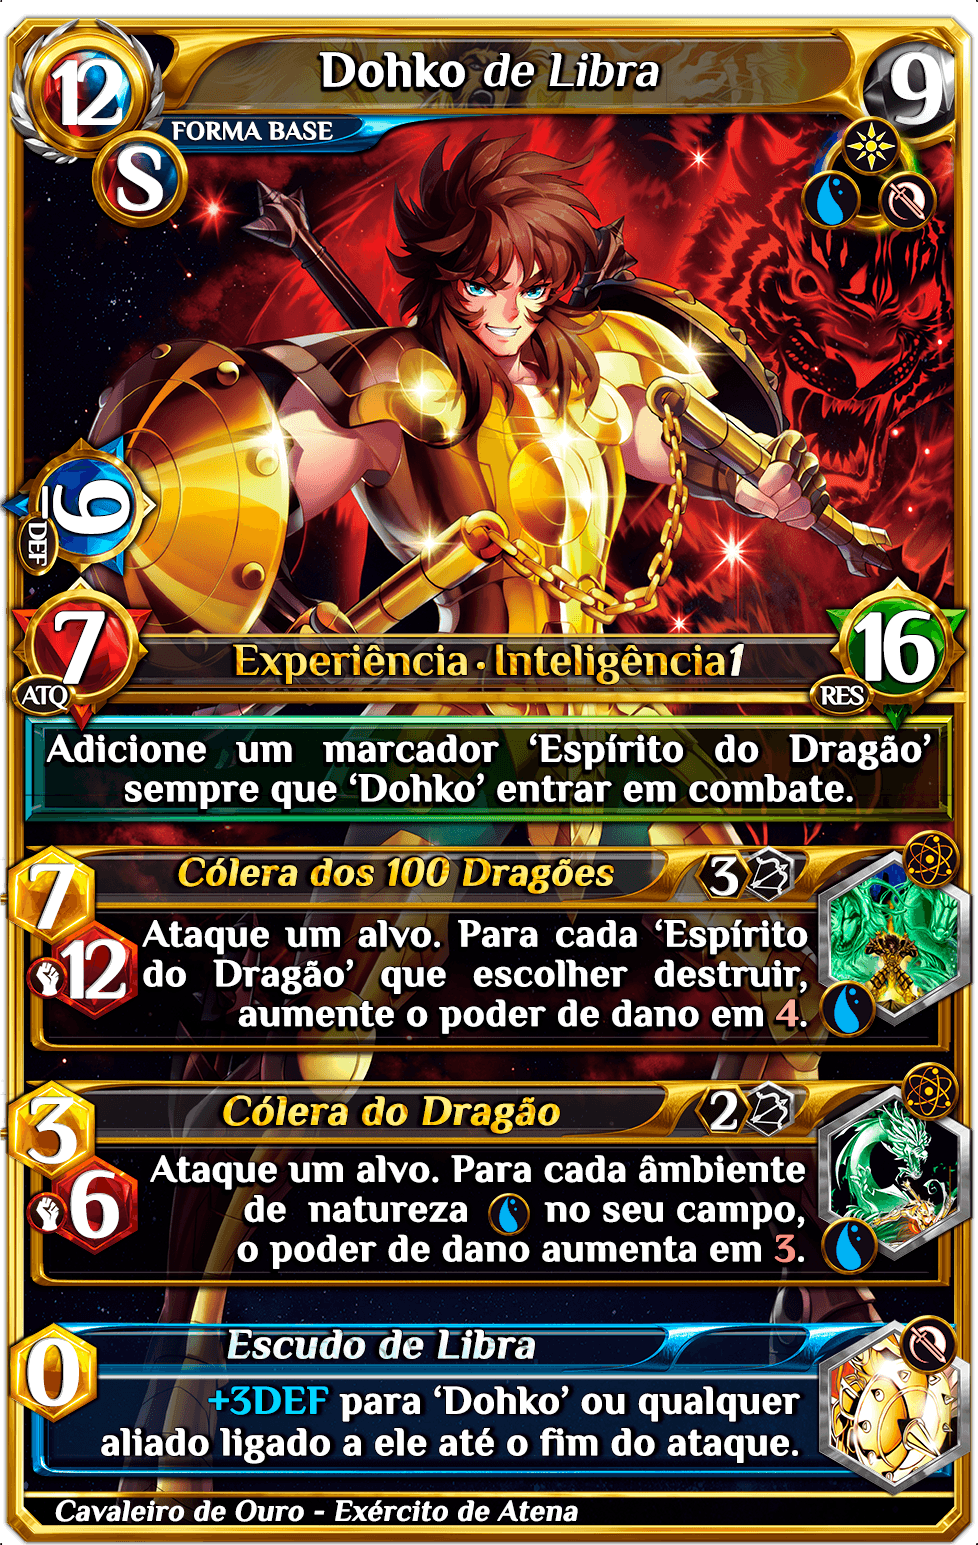 12
Dohko de Libra
9
FORMA BASE
S
9
DEF
7
ATQ
Experiência · Inteligência1
16
RES
Adicione um marcador ‘Espírito do Dragão’
sempre que ‘Dohko’ entrar em combate.
7
Cólera dos 100 Dragões
3
12
Ataque um alvo. Para cada ‘Espírito
do Dragão’ que escolher destruir,
aumente o poder de dano em 4.
3
Cólera do Dragão
2
6
Ataque um alvo. Para cada âmbiente
de natureza no seu campo,
o poder de dano aumenta em 3.
0
Escudo de Libra
+3DEF para ‘Dohko’ ou qualquer
aliado ligado a ele até o fim do ataque.
Cavaleiro de Ouro - Exército de Atena